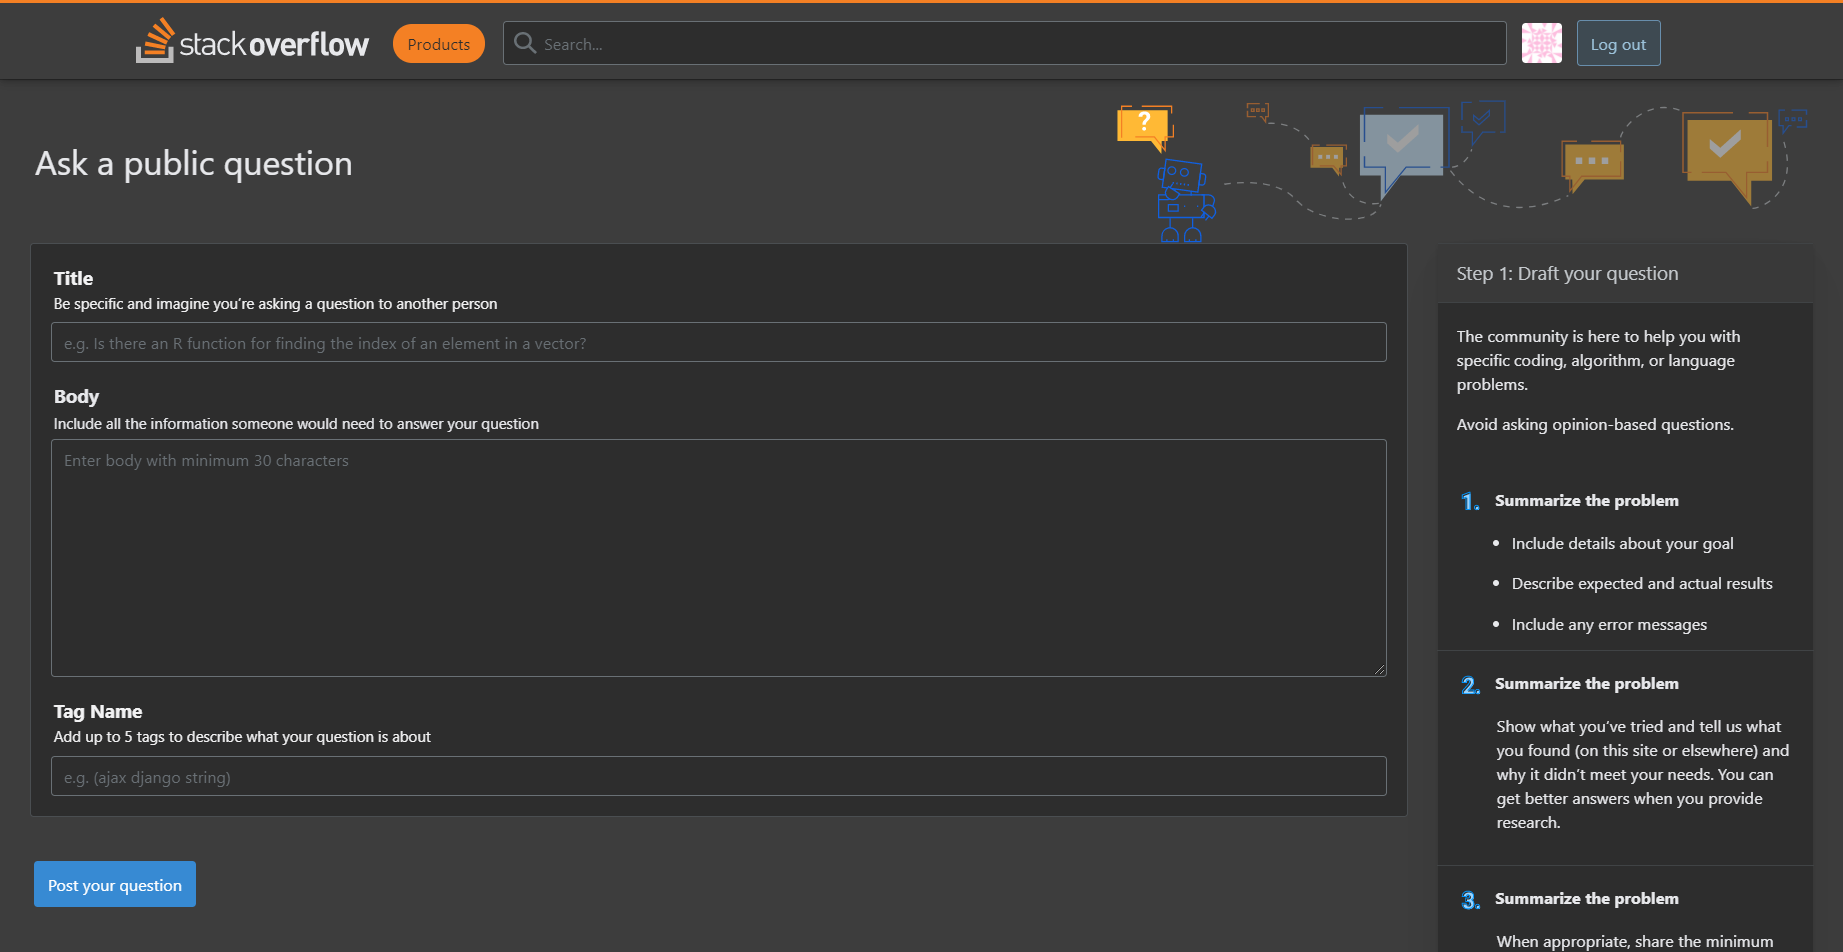 stackoverflow
Products
Search...
Log out
?
Ask a public question
Title
Be specific and imagine you’re asking a question to another person
e.g. Is there an R function for finding the index of an element in a vector?
Body
Include all the information someone would need to answer your question
Enter body with minimum 30 characters
Tag Name
Add up to 5 tags to describe what your question is about
e.g. (ajax django string)
Post your question
Step 1: Draft your question
The community is here to help you with
specific coding, algorithm, or language
problems.
Avoid asking opinion-based questions.
1. Summarize the problem
• Include details about your goal
• Describe expected and actual results
• Include any error messages
2. Summarize the problem
Show what you’ve tried and tell us what
you found (on this site or elsewhere) and
why it didn’t meet your needs. You can
get better answers when you provide
research.
3. Summarize the problem
When appropriate, share the minimum